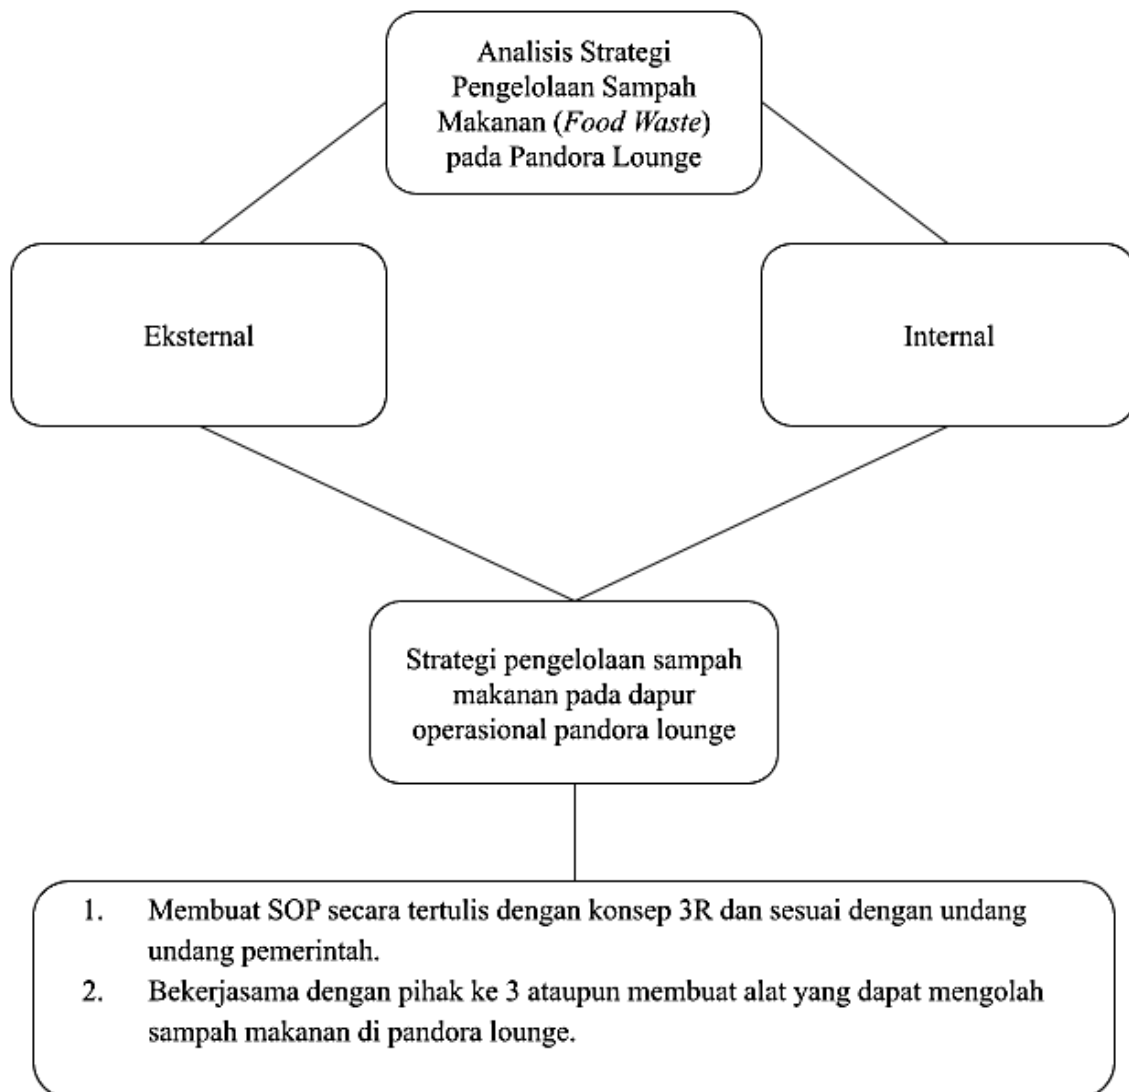 Analisis Strategi
Pengelolaan Sampah
Makanan (Food Waste)
pada Pandora Lounge
Eksternal
Internal
Strategi pengelolaan sampah
makanan pada dapur
operasional pandora lounge
1. Membuat SOP secara tertulis dengan konsep 3R dan sesuai dengan undang
undang pemerintah.
2. Bekerjasama dengan pihak ke 3 ataupun membuat alat yang dapat mengolah
sampah makanan di pandora lounge.